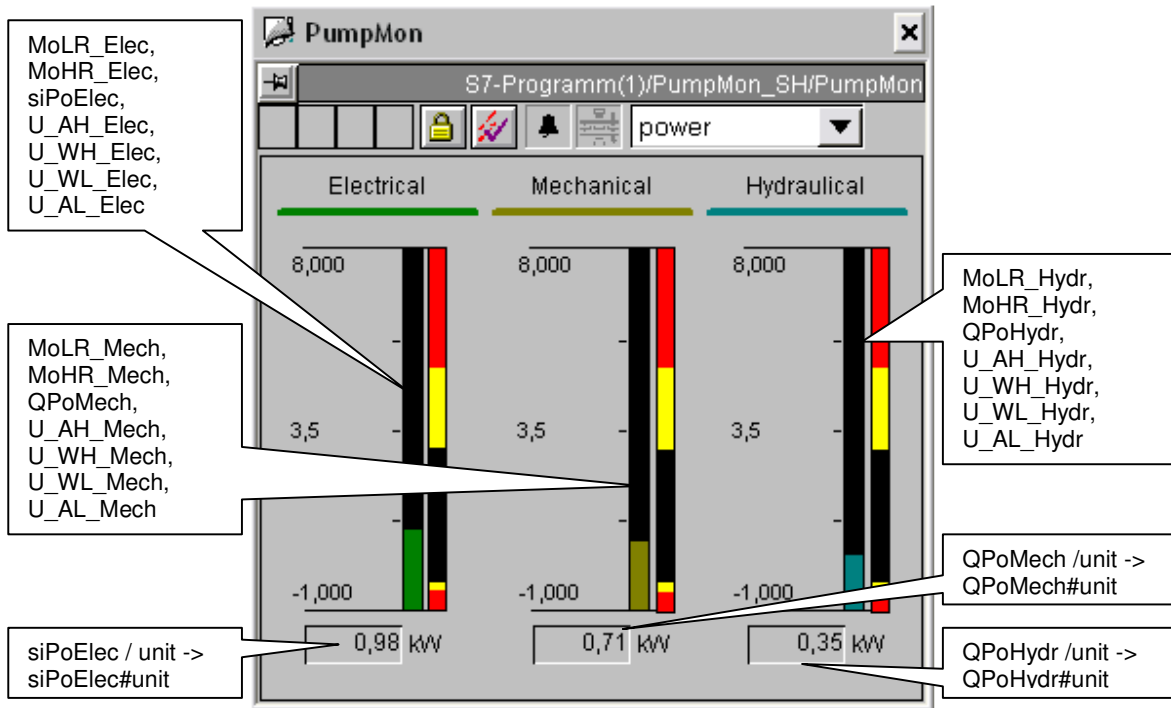 MoLR_Elec,
MoHR_Elec,
siPoElec,
U_AH_Elec,
U_WH_Elec,
U_WL_Elec,
U_AL_Elec
MoLR_Mech,
MoHR_Mech,
QPoMech,
U_AH_Mech,
U_WH_Mech,
U_WL_Mech,
U_AL_Mech
siPoElec / unit ->
siPoElec#unit
PumpMon
S7-Programm(1)/PumpMon_SH/PumpMon
power
Electrical Mechanical Hydraulical
8,000 8,000 8,000
3,5 3,5 3,5
-1,000 -1,000 -1,000
0,98 kW 0,71 kW 0,35 kW
MoLR_Hydr,
MoHR_Hydr,
QPoHydr,
U_AH_Hydr,
U_WH_Hydr,
U_WL_Hydr,
U_AL_Hydr
QPoMech /unit ->
QPoMech#unit
QPoHydr /unit ->
QPoHydr#unit